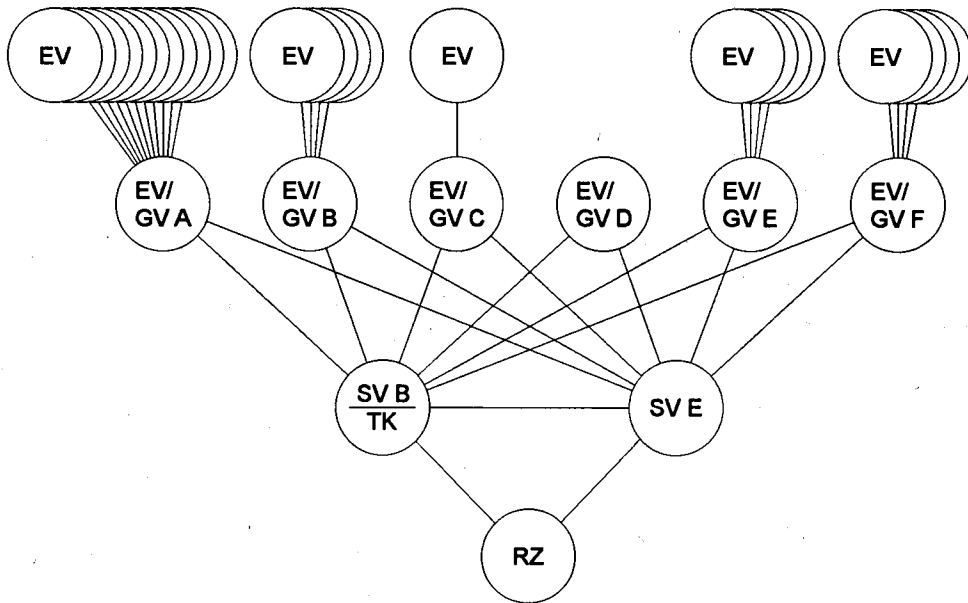 EV
EV
EV
EV
EV
EV/
GV A
EV/
GV B
EV/
GV C
EV/
GV D
EV/
GV E
EV/
GV F
SV B
TK
SV E
RZ